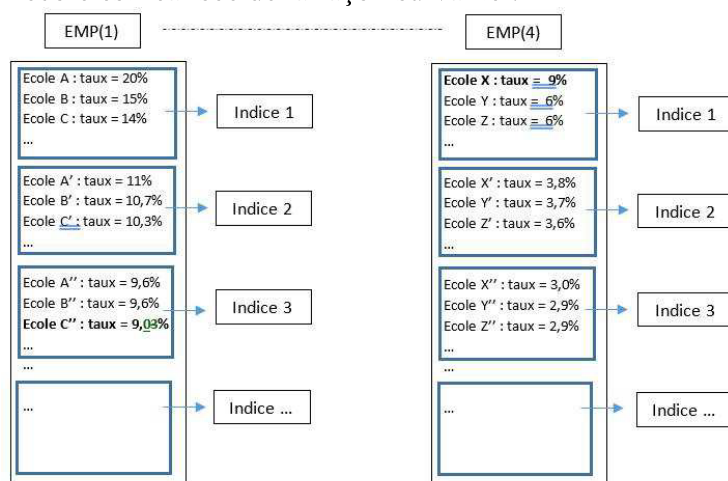 EMP(1)
EMP(4)
Ecole A : taux = 20%
Ecole B : taux = 15%
Ecole C : taux = 14%
...
Indice 1
Ecole A’ : taux = 11%
Ecole B’ : taux = 10,7%
Ecole C’ : taux = 10,3%
...
Indice 2
Ecole A’’ : taux = 9,6%
Ecole B’’ : taux = 9,6%
Ecole C’’ : taux = 9,03%
...
...
Indice 3
...
Indice ...
Ecole X : taux = 9%
Ecole Y : taux = 6%
Ecole Z : taux = 6%
...
Indice 1
Ecole X’ : taux = 3,8%
Ecole Y’ : taux = 3,7%
Ecole Z’ : taux = 3,6%
...
Indice 2
Ecole X’’ : taux = 3,0%
Ecole Y’’ : taux = 2,9%
Ecole Z’’ : taux = 2,9%
...
...
Indice 3
...
Indice ...